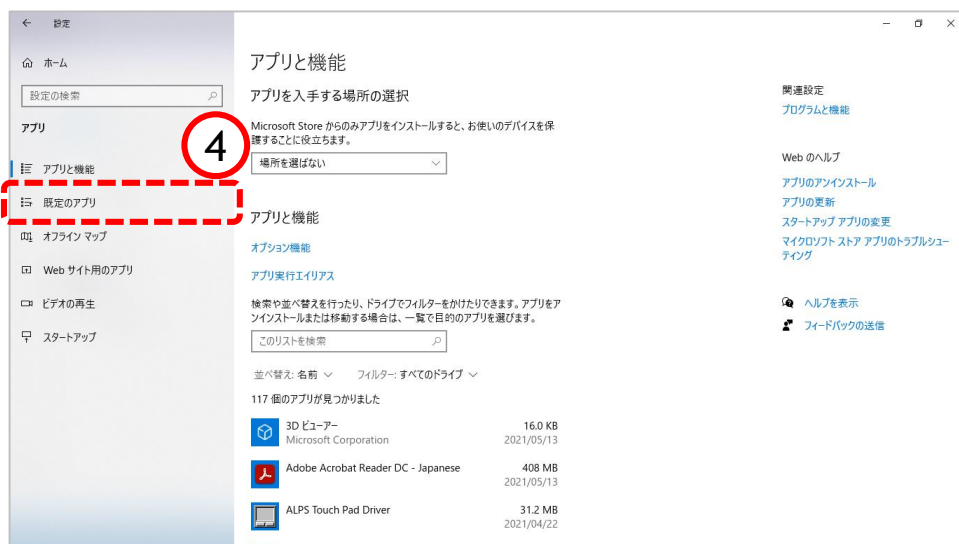 設定
ホーム
設定の検索
アプリ
アプリと機能
既定のアプリ
オフライン マップ
Web サイト用のアプリ
ビデオの再生
スタートアップ
4
アプリと機能
アプリを入手する場所の選択
Microsoft Store からのみアプリをインストールすると、お使いのデバイスを保
護することに役立ちます。
場所を選ばない
アプリと機能
オプション機能
アプリ実行エイリアス
検索や並べ替えを行ったり、ドライブでフィルターをかけたりできます。アプリをア
ンインストールまたは移動する場合は、一覧で目的のアプリを選びます。
このリストを検索
並べ替え: 名前 フィルター: すべてのドライブ
117 個のアプリが見つかりました
3D ビューアー 16.0 KB
Microsoft Corporation 2021/05/13
Adobe Acrobat Reader DC - Japanese 408 MB
2021/05/13
ALPS Touch Pad Driver 31.2 MB
2021/04/22
関連設定
プログラムと機能
Web のヘルプ
アプリのアンインストール
アプリの更新
スタートアップ アプリの変更
マイクロソフト ストア アプリのトラブルシュー
ティング
ヘルプを表示
フィードバックの送信